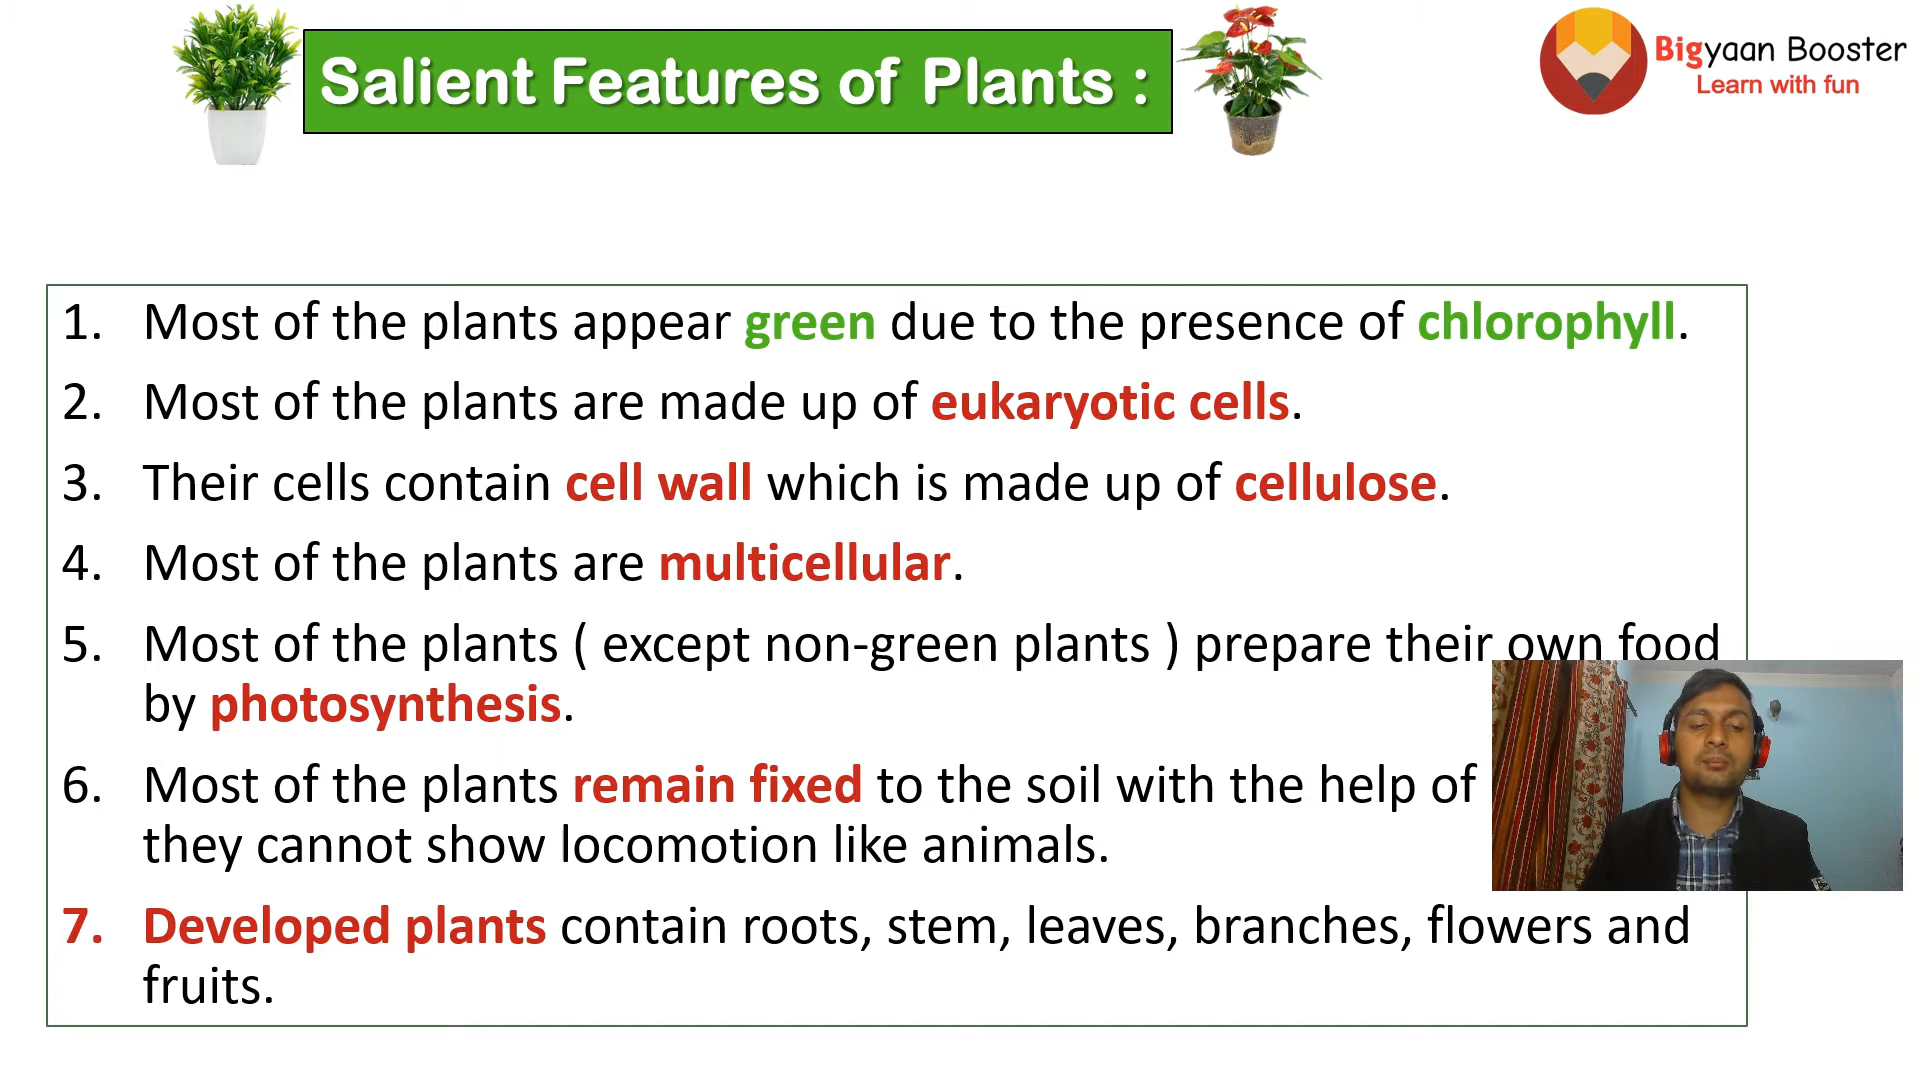 Salient Features of Plants :
Bigyaan Booster
Learn with fun
1. Most of the plants appear green due to the presence of chlorophyll.
2. Most of the plants are made up of eukaryotic cells.
3. Their cells contain cell wall which is made up of cellulose.
4. Most of the plants are multicellular.
5. Most of the plants ( except non-green plants ) prepare their own food
by photosynthesis.
6. Most of the plants remain fixed to the soil with the help of
they cannot show locomotion like animals.
7. Developed plants contain roots, stem, leaves, branches, flowers and
fruits.